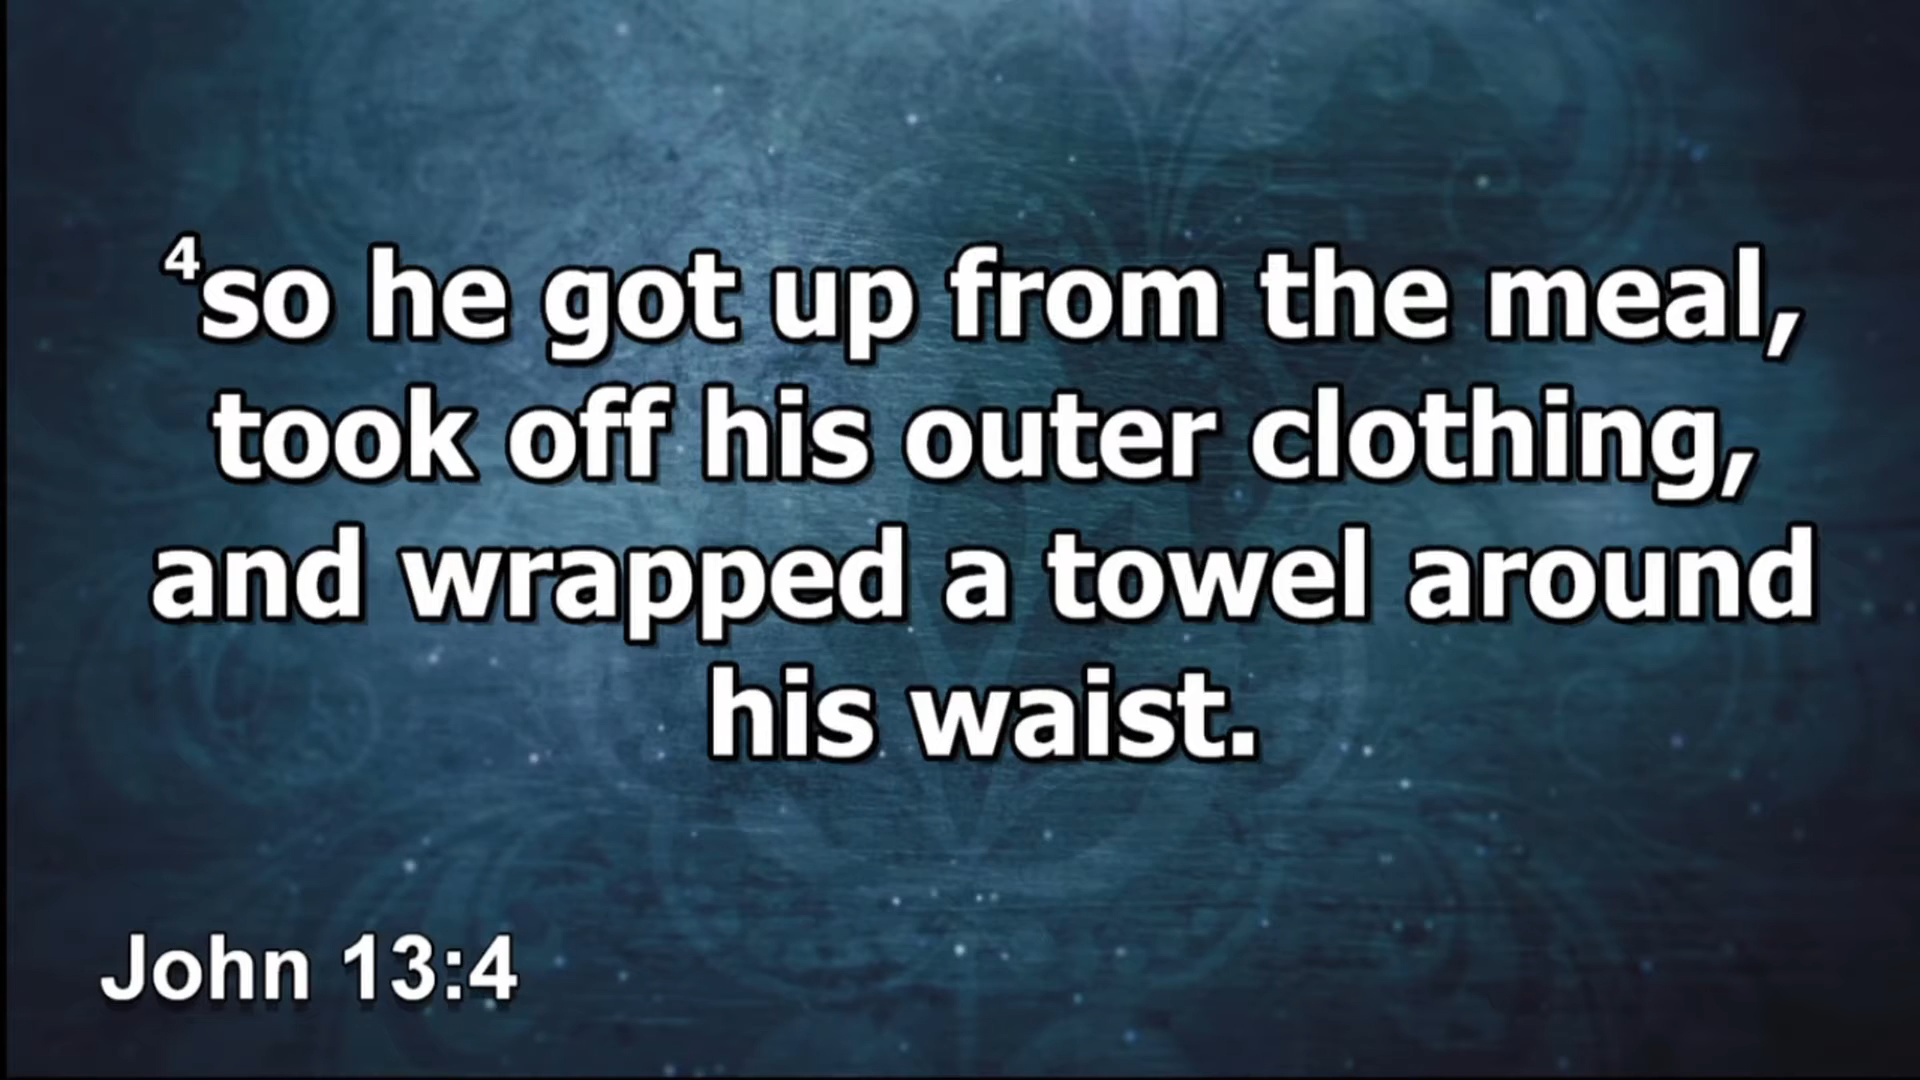 4so he got up from the meal,
took off his outer clothing,
and wrapped a towel around
his waist.
John 13:4